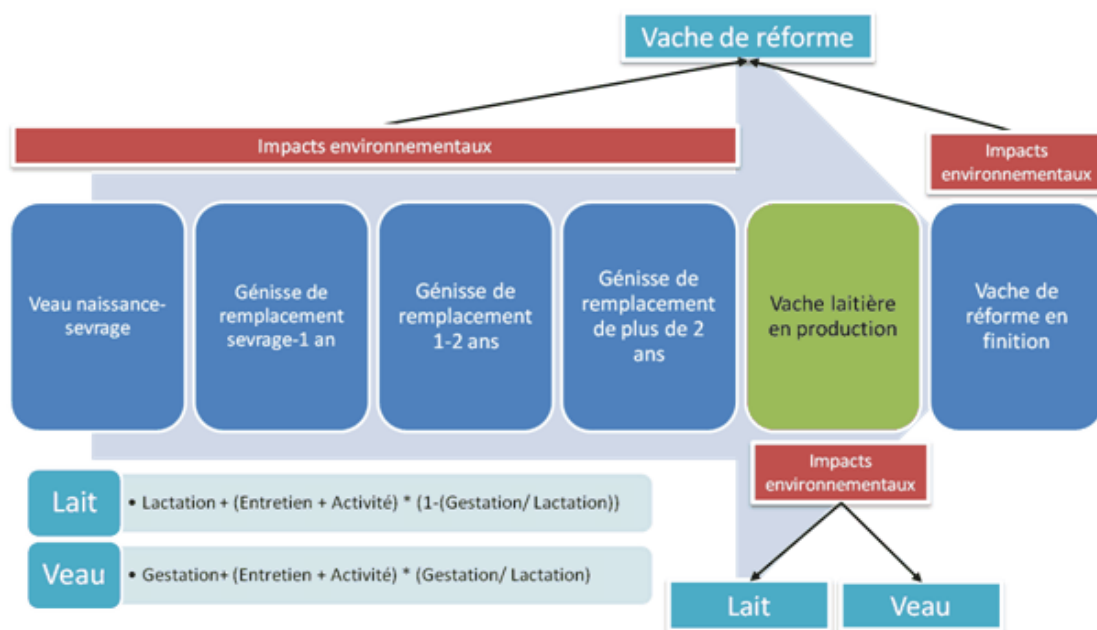 Vache de réforme
Impacts environnementaux
Impacts
environnementaux
Veau naissance-
sevrage
Génisse de
remplacement
sevrage-1 an
Génisse de
remplacement
1-2 ans
Génisse de
remplacement
de plus de 2
ans
Vache laitière
en production
Vache de
réforme en
finition
Impacts
environnementaux
Lait
• Lactation + (Entretien + Activité) * (1-(Gestation/ Lactation))
Veau
• Gestation+ (Entretien + Activité) * (Gestation/ Lactation)
Lait
Veau